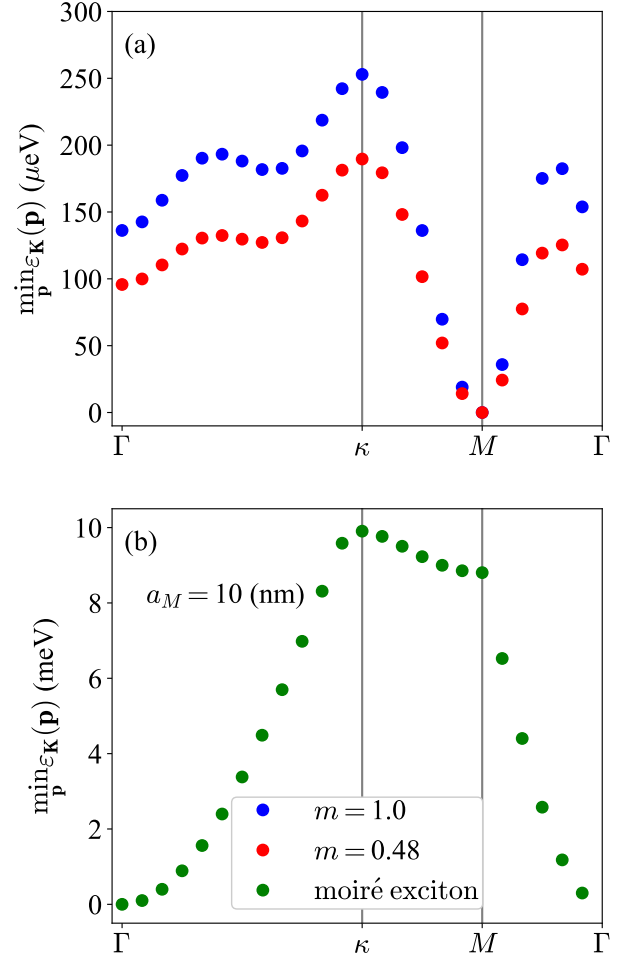 300
(a)
250
200
150
100
50
0
min_p ε_K(p) (μeV)
Γ κ M Γ
(b)
10
a_M = 10 (nm)
8
6
4
2
0
min_p ε_K(p) (meV)
m = 1.0
m = 0.48
moiré exciton
Γ κ M Γ